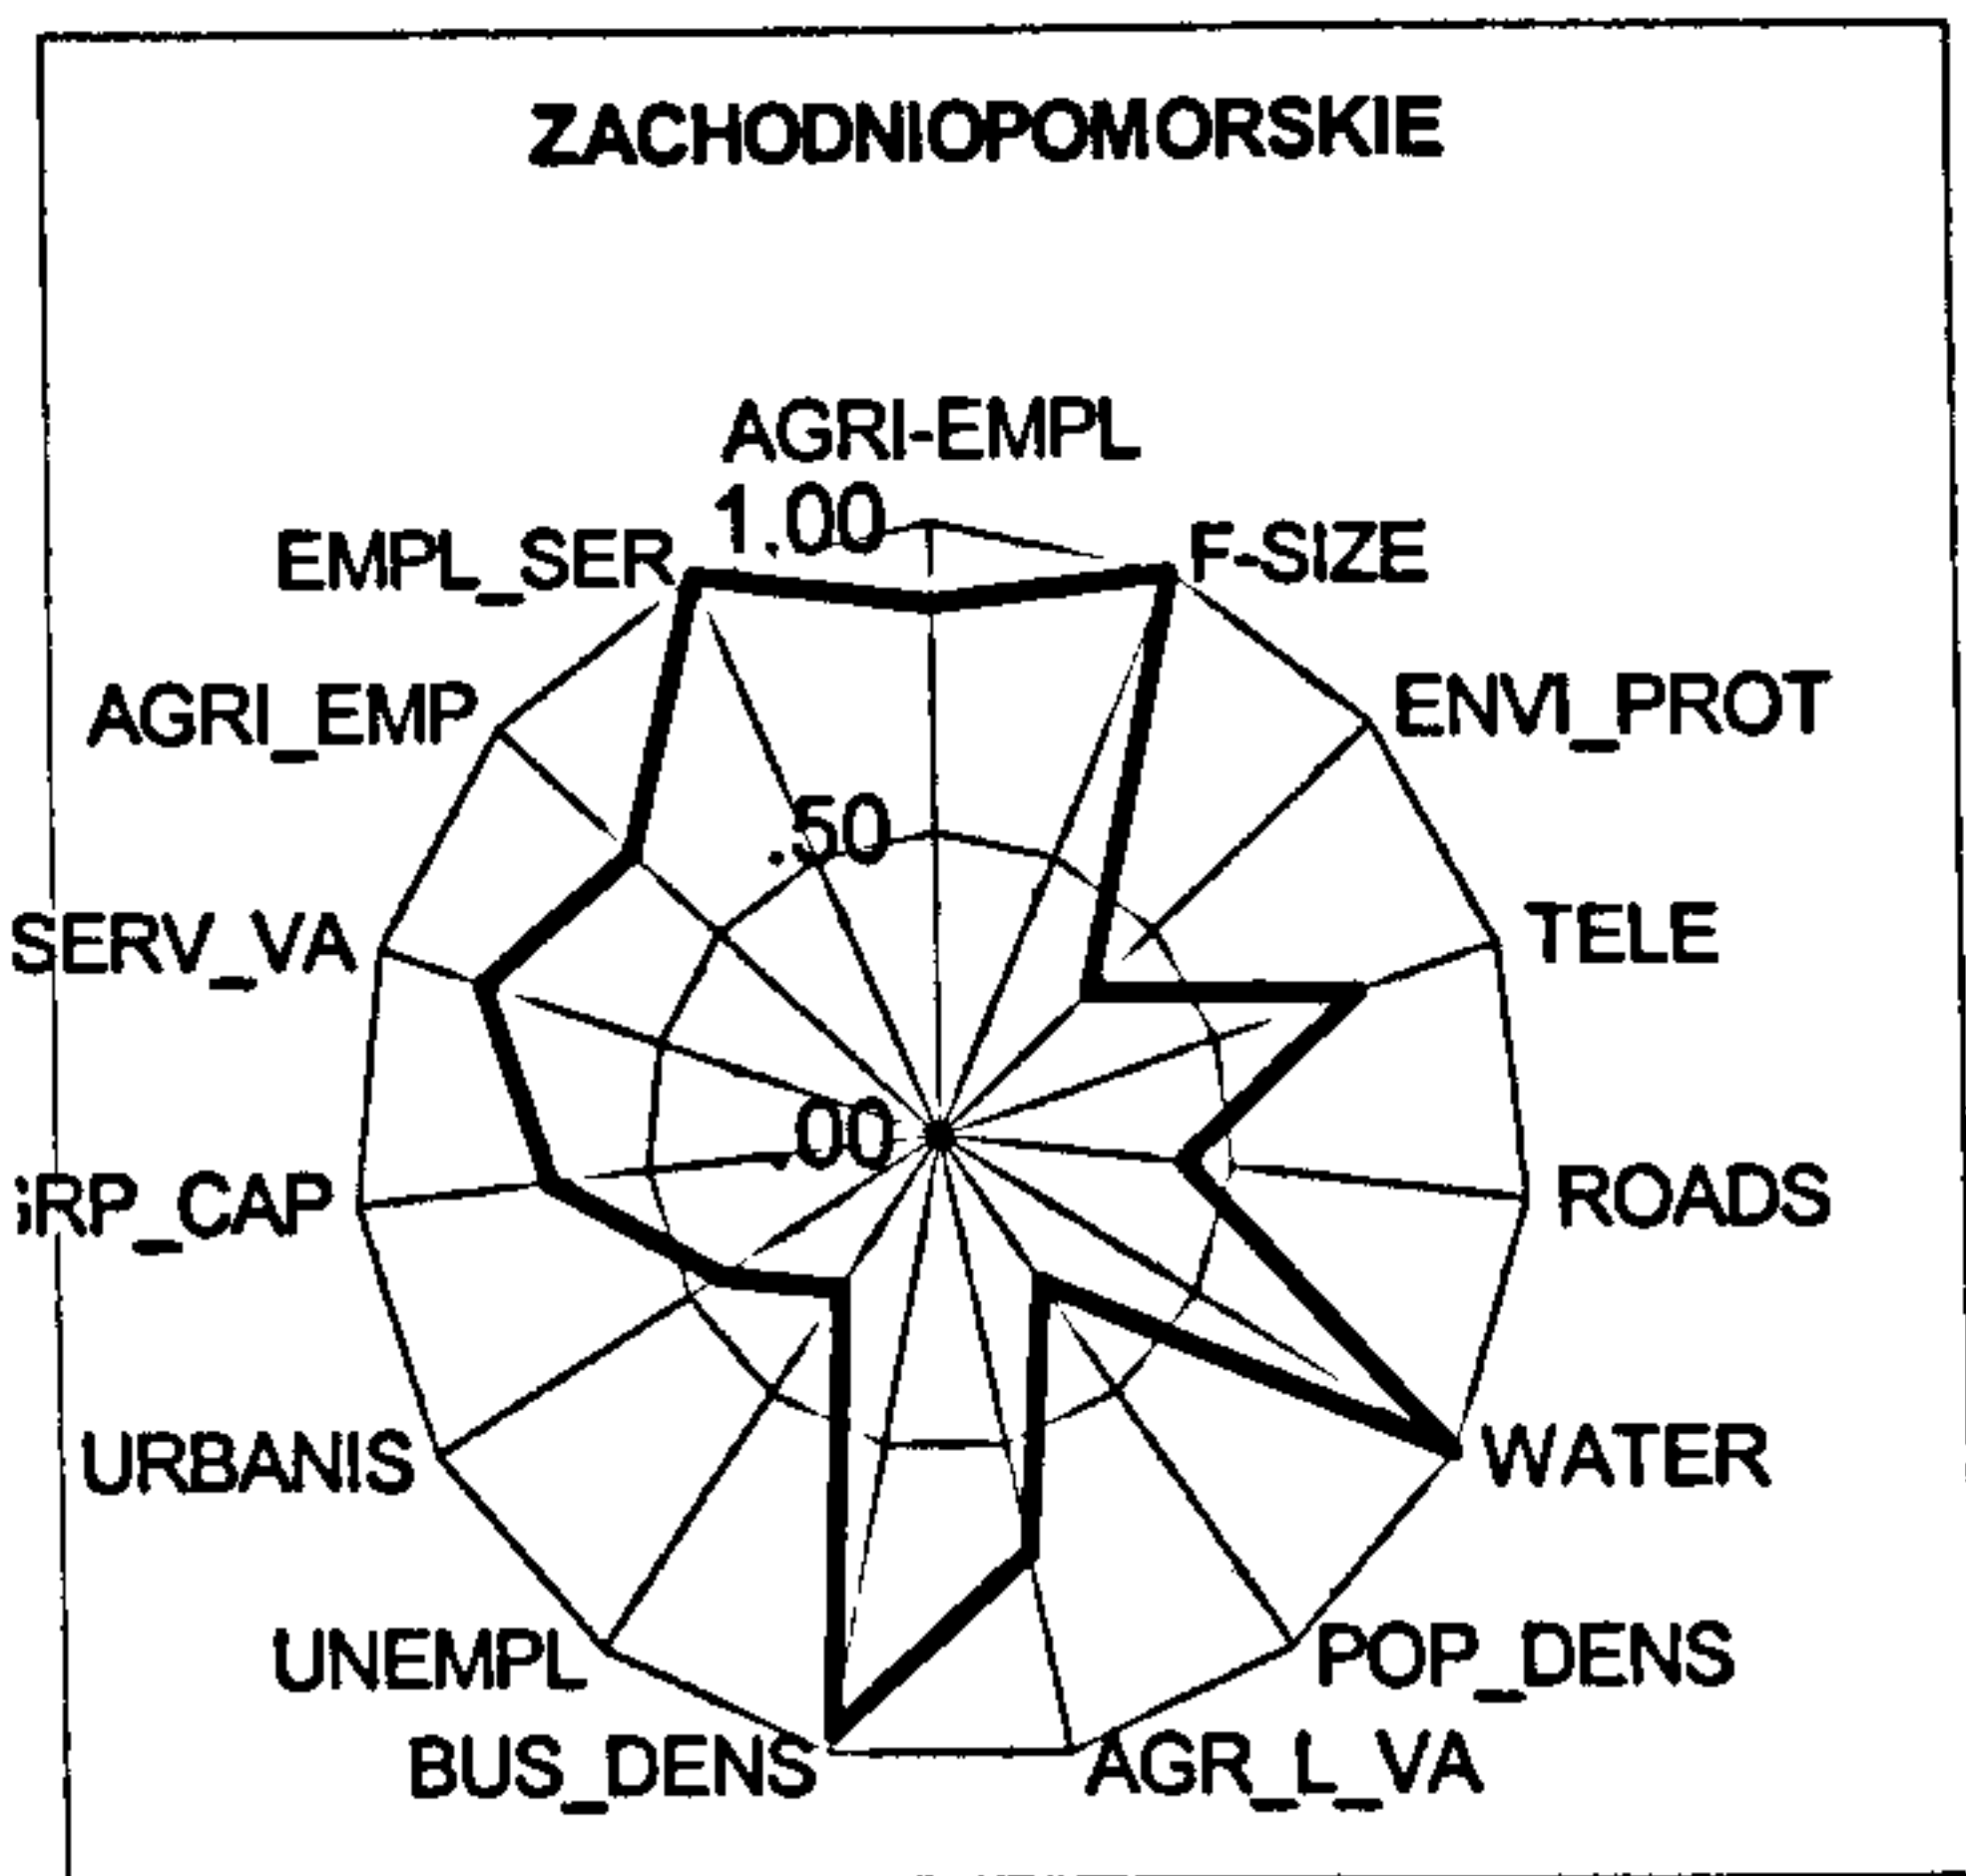 ZACHODNIOPOMORSKIE
AGRI-EMPL
1.00
EMPL_SER
F-SIZE
AGRI_EMP
ENVI_PROT
.50
SERV_VA
TELE
.00
GRP_CAP
ROADS
URBANIS
WATER
UNEMPL
POP_DENS
BUS_DENS
AGR_L_VA